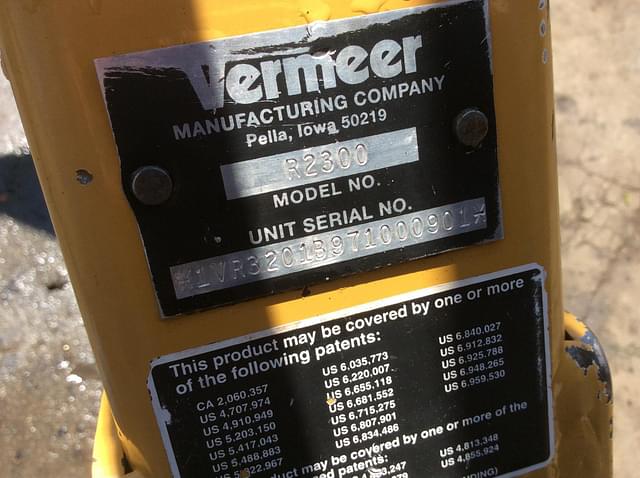 vermeer
MANUFACTURING COMPANY
Pella, Iowa 50219
R2300
MODEL NO.
UNIT SERIAL NO.
*1VR3201B971000901*
This product may be covered by one or more
of the following patents:
CA 2,060.357
US 4,707.974
US 4,910.949
US 5,203.150
US 5,417.043
US 5,488.883
US 6,035.773
US 6,220.007
US 6,655.118
US 6,681.552
US 6,715.275
US 6,807.901
US 6,834.486
US 6,840.027
US 6,912.832
US 6,925.788
US 6,948.265
US 6,959.530
may be covered by one or more of the
patents:
US 4,813.348
US 4,855.924